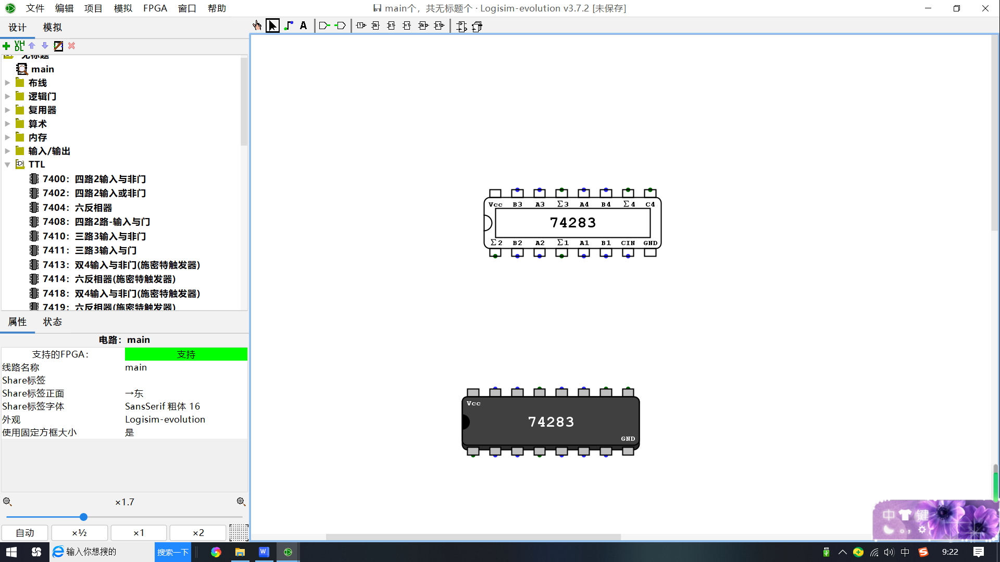 文件 编辑 项目 模拟 FPGA 窗口 帮助
main个，共无标题个 · Logisim-evolution v3.7.2 [未保存]
设计 模拟
A
VH
DL
无标题
main
布线
逻辑门
复用器
算术
内存
输入/输出
TTL
7400：四路2输入与非门
7402：四路2输入或非门
7404：六反相器
7408：四路2路-输入与门
7410：三路3输入与非门
7411：三路3输入与门
7413：双4输入与非门(施密特触发器)
7414：六反相器(施密特触发器)
7418：双4输入与非门(施密特触发器)
7419：六反相器(施密特触发器)
属性 状态
电路：main
支持的FPGA： 支持
线路名称 main
Share标签
Share标签正面 →东
Share标签字体 SansSerif 粗体 16
外观 Logisim-evolution
使用固定方框大小 是
×1.7
自动 ×½ ×1 ×2
Vcc B3 A3 Σ3 A4 B4 Σ4 C4
74283
Σ2 B2 A2 Σ1 A1 B1 CIN GND
Vcc
74283
GND
中 键
输入你想搜的 搜索一下
W
中 S 9:22